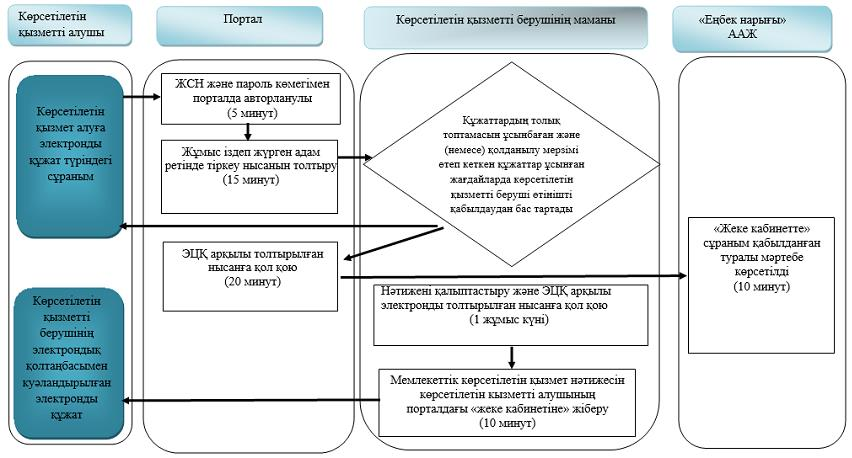 Көрсетілетін
қызметті алушы
Портал
Көрсетілетін қызметті берушінің маманы
«Еңбек нарығы»
ААЖ
Көрсетілетін
қызмет алуға
электронды
құжат түріндегі
сұраным
ЖСН және пароль көмегімен
порталда авторланулы
(5 минут)
Жұмыс іздеп жүрген адам
ретінде тіркеу нысанын толтыру
(15 минут)
Құжаттардың толық
топтамасын ұсынбаған және
(немесе) қолданылу мерзімі
өтеп кеткен құжаттар ұсынған
жағдайларда көрсетілетін
қызметті беруші өтінішті
қабылдаудан бас тартады
ЭЦҚ арқылы толтырылған
нысанға қол қою
(20 минут)
«Жеке кабинетте»
сұраным қабылданған
туралы мәртебе
көрсетілді
(10 минут)
Көрсетілетін
қызметті
берушінің
электрондық
қолтаңбасымен
куәландырылған
электронды
құжат
Нәтижені қалыптастыру және ЭЦҚ арқылы
электронды толтырылған нысанға қол қою
(1 жұмыс күні)
Мемлекеттік көрсетілетін қызмет нәтижесін
көрсетілетін кызметті алушының
порталдағы «жеке кабинетіне» жіберу
(10 минут)